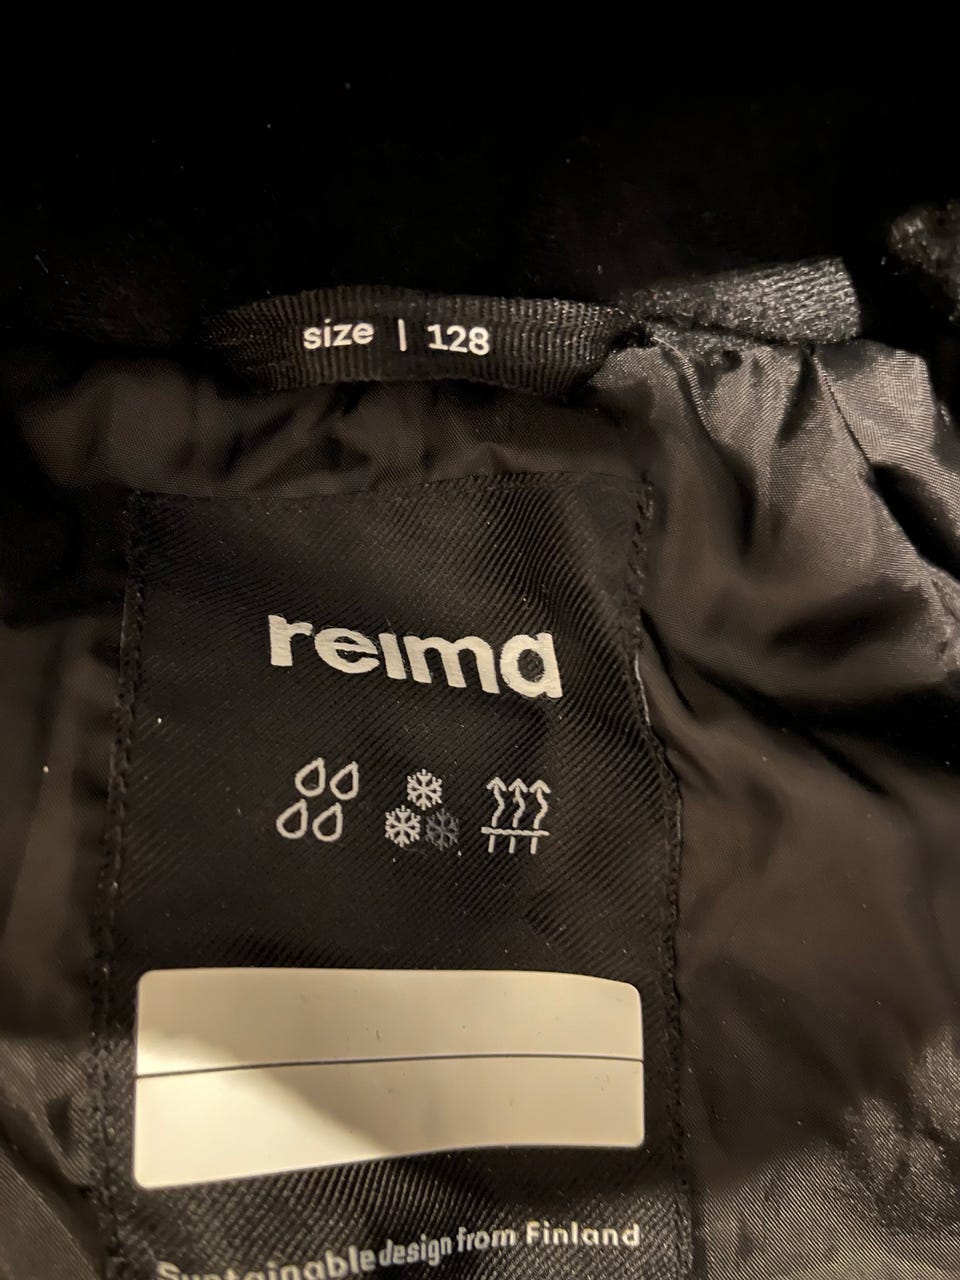 size | 128
reima
Sustainable design from Finland